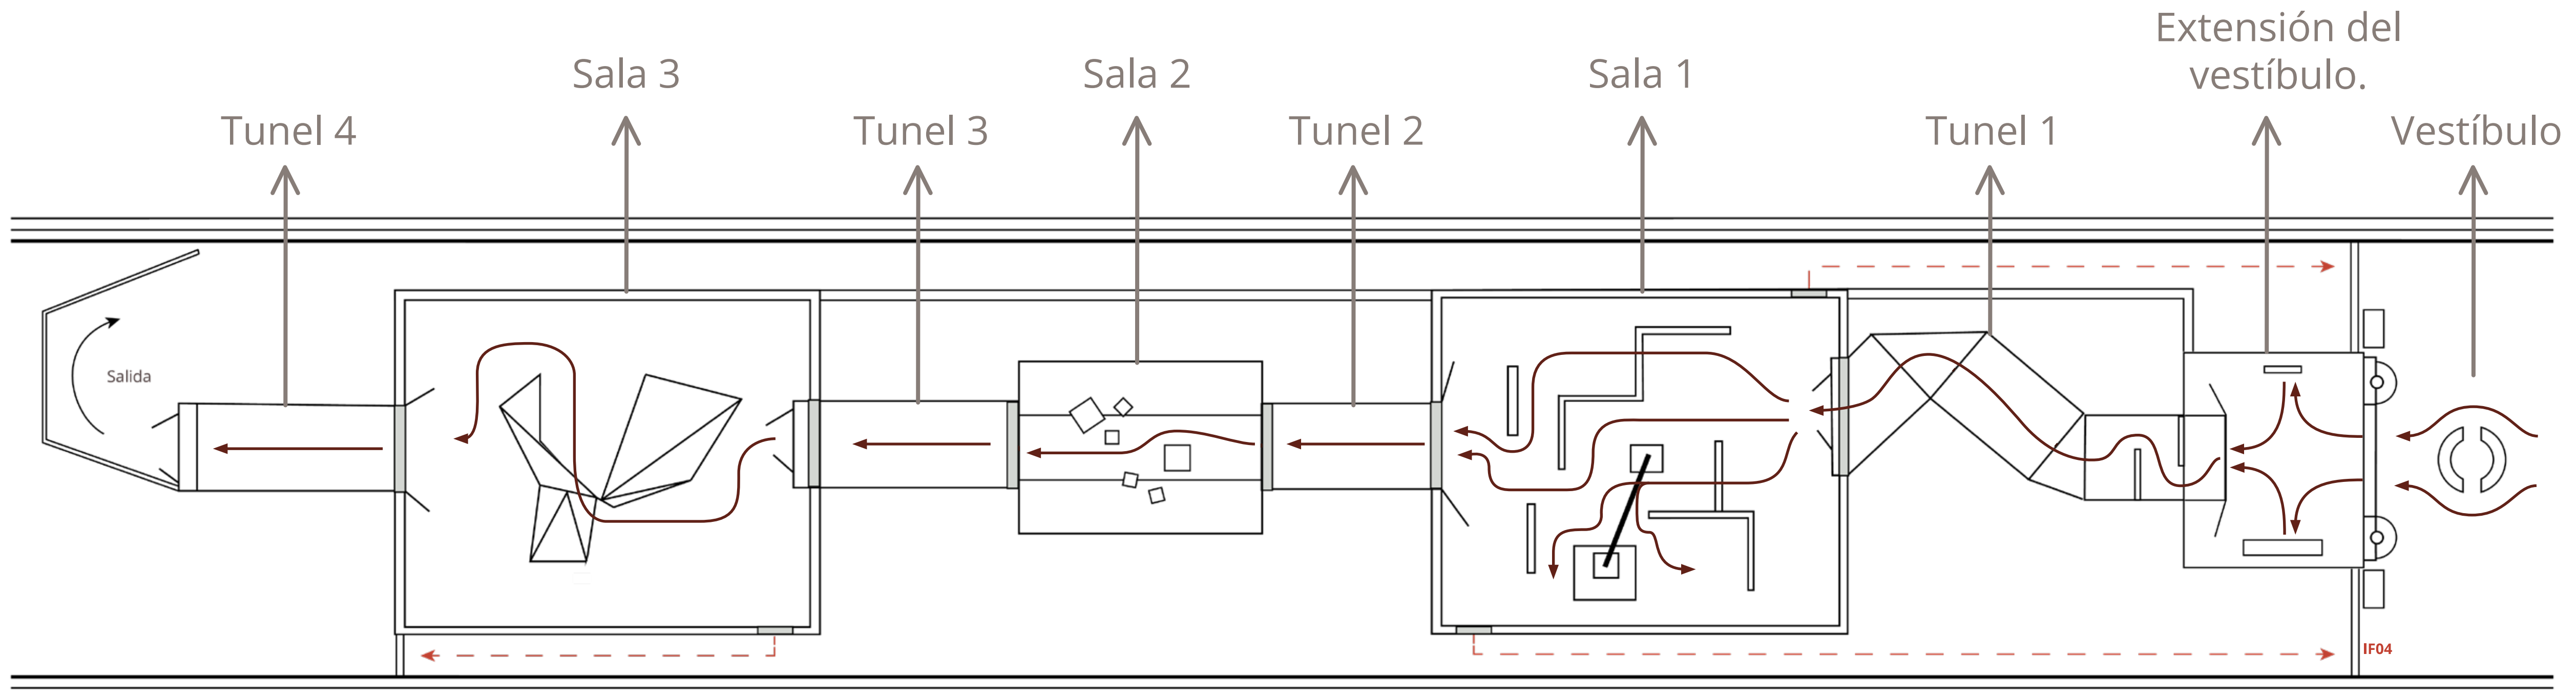 Extensión del
vestíbulo.
Sala 3
Sala 2
Sala 1
Tunel 4
Tunel 3
Tunel 2
Tunel 1
Vestíbulo
Salida
IF04